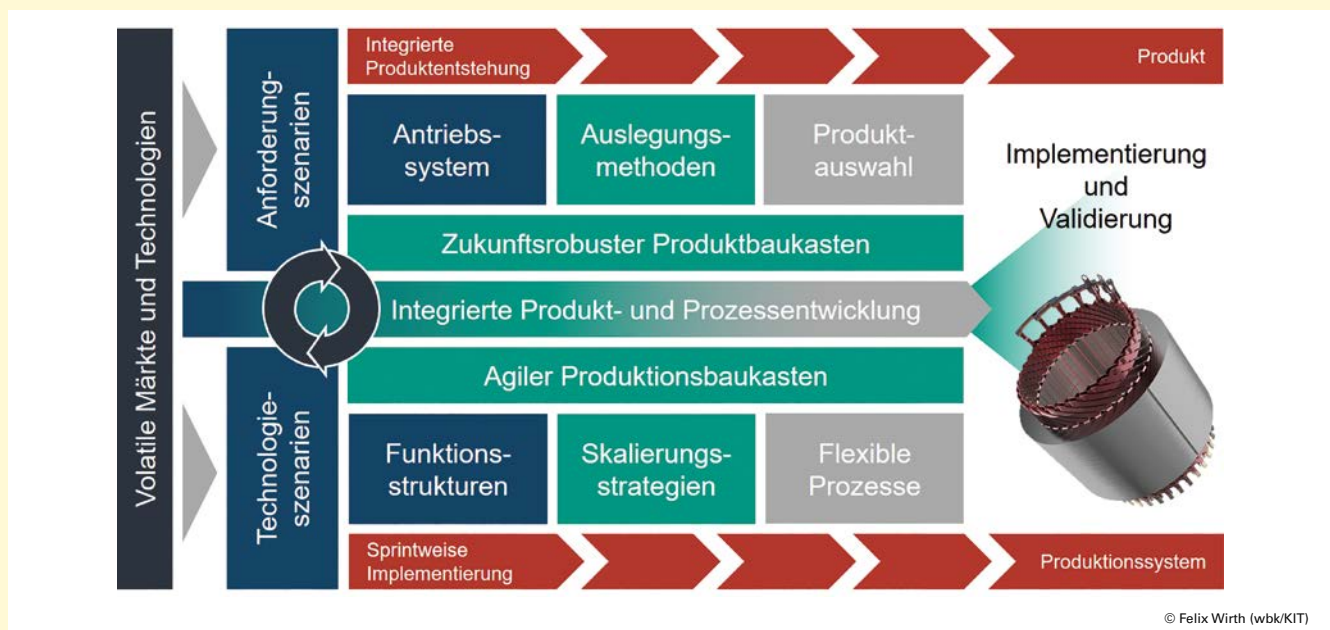 Volatile Märkte und Technologien
Anforderung-
szenarien
Technologie-
szenarien
Integrierte
Produktentstehung
Produkt
Antriebs-
system
Auslegungs-
methoden
Produkt-
auswahl
Zukunftsrobuster Produktbaukasten
Integrierte Produkt- und Prozessentwicklung
Agiler Produktionsbaukasten
Funktions-
strukturen
Skalierungs-
strategien
Flexible
Prozesse
Sprintweise
Implementierung
Produktionssystem
Implementierung
und
Validierung
© Felix Wirth (wbk/KIT)